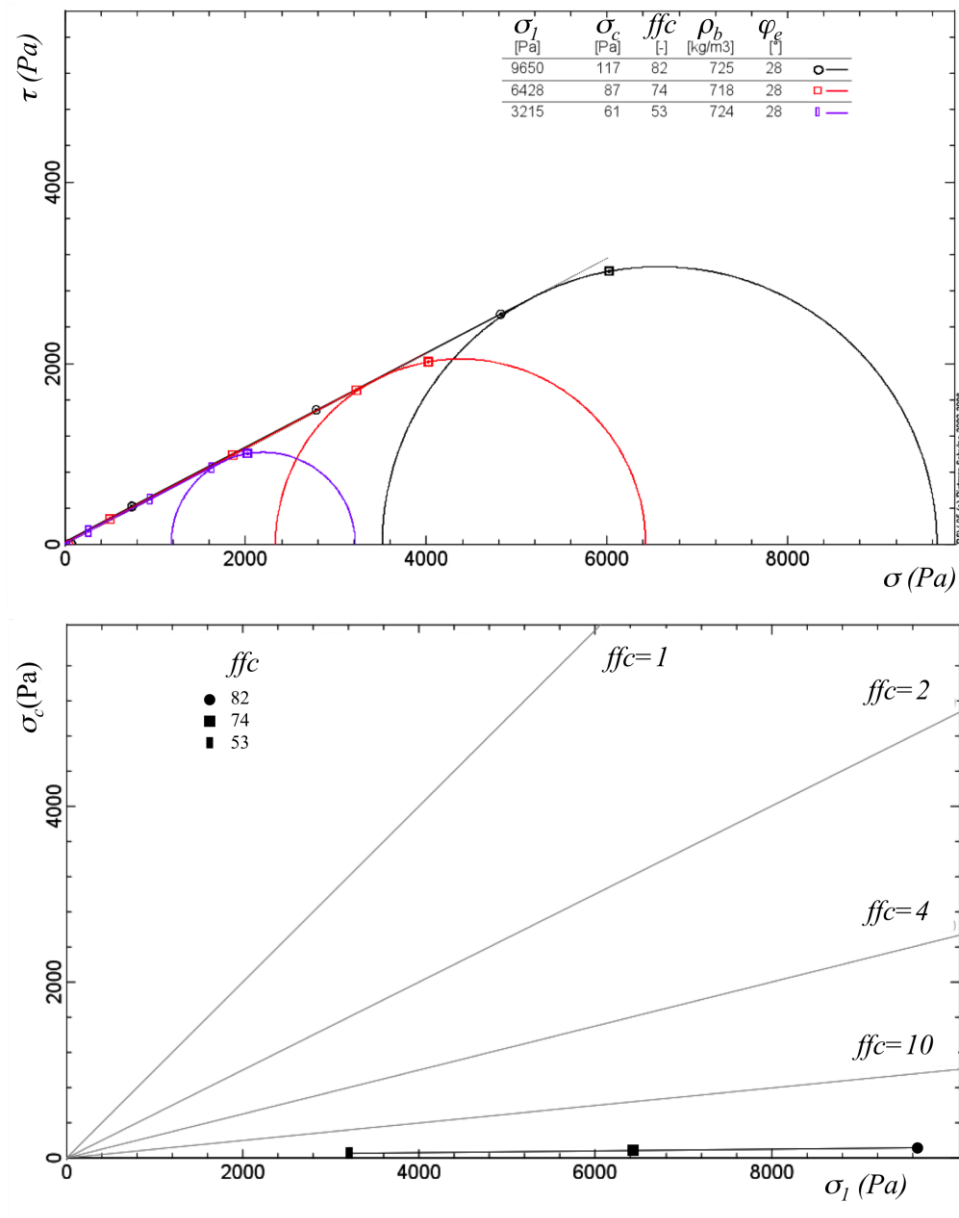 σ1 σc ffc ρb φe
[Pa] [Pa] [-] [kg/m3] [°]
9650 117 82 725 28
6428 87 74 718 28
3215 61 53 724 28
τ (Pa)
4000
2000
0
0 2000 4000 6000 8000
σ (Pa)
ffc=1
ffc
ffc=2
82
74
53
σc(Pa)
4000
ffc=4
2000
ffc=10
0
0 2000 4000 6000 8000
σ1 (Pa)